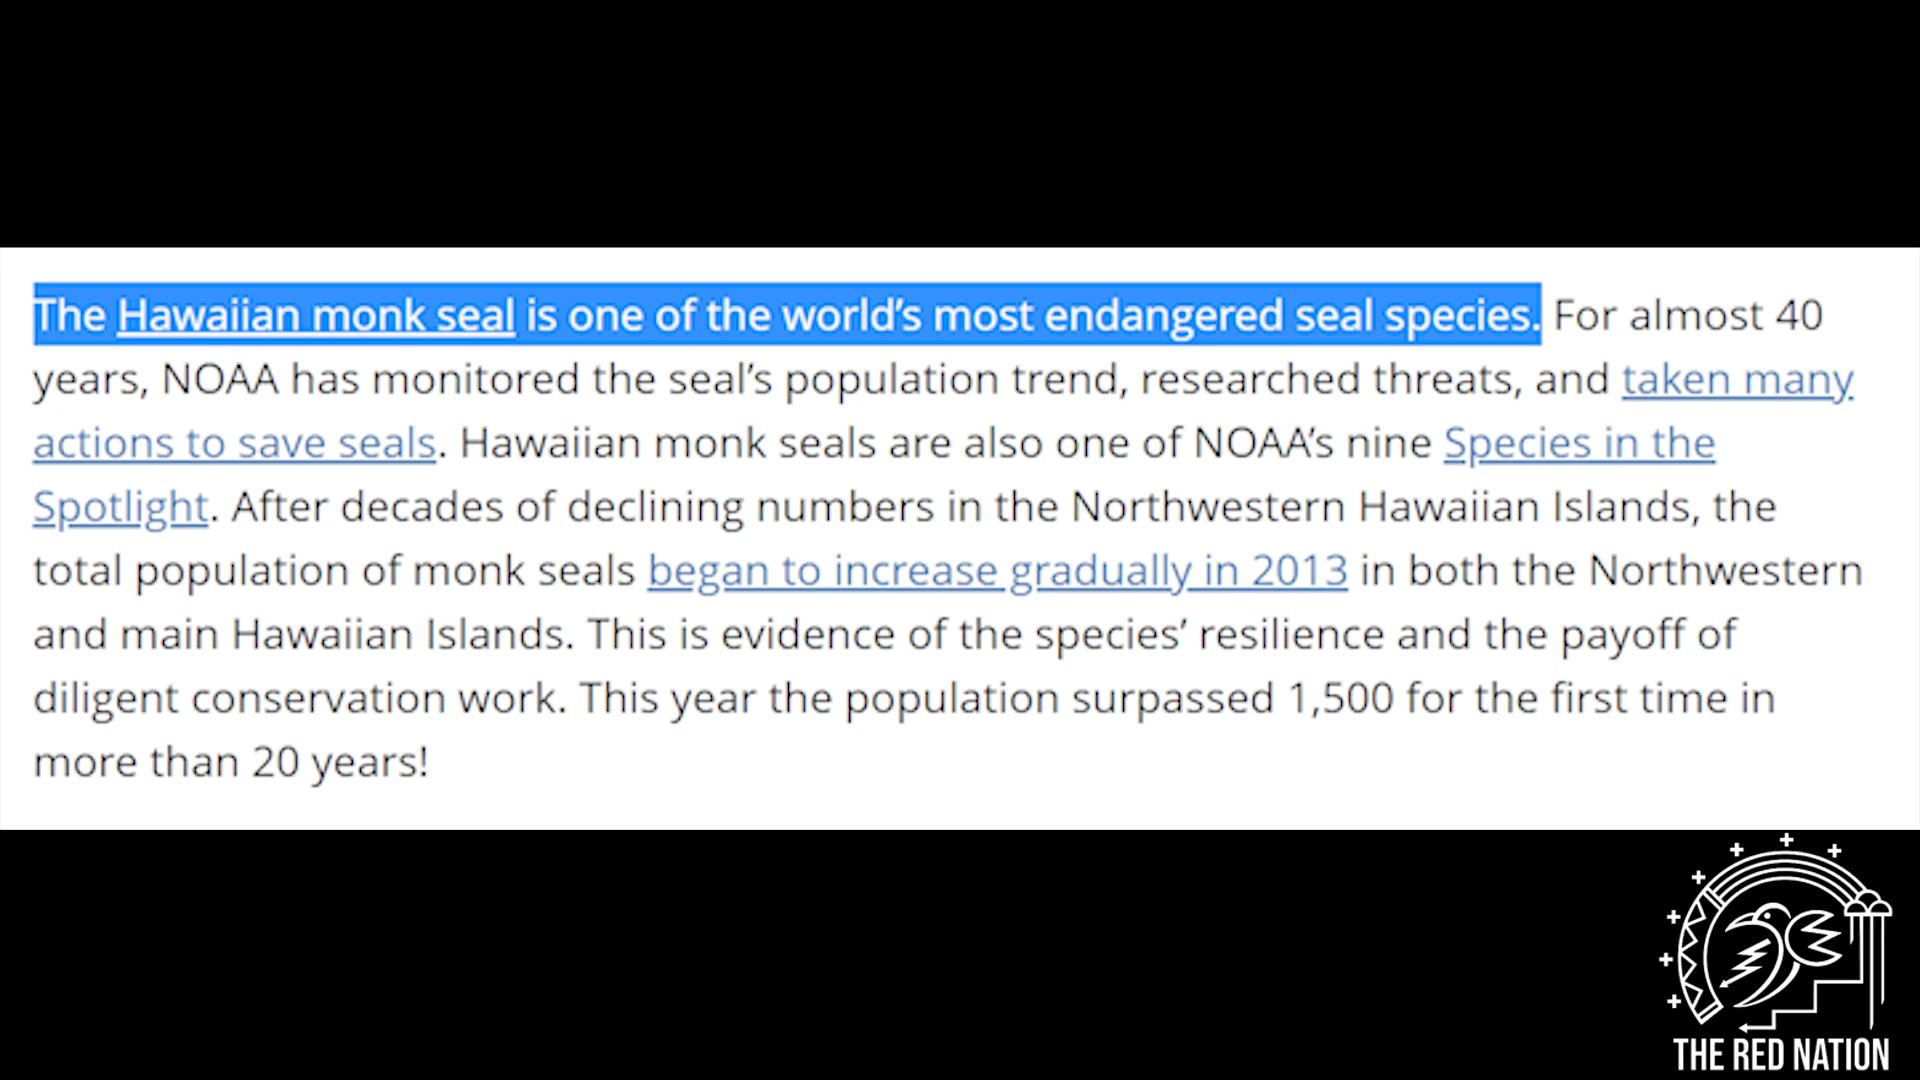 The Hawaiian monk seal is one of the world’s most endangered seal species. For almost 40
years, NOAA has monitored the seal’s population trend, researched threats, and taken many
actions to save seals. Hawaiian monk seals are also one of NOAA’s nine Species in the
Spotlight. After decades of declining numbers in the Northwestern Hawaiian Islands, the
total population of monk seals began to increase gradually in 2013 in both the Northwestern
and main Hawaiian Islands. This is evidence of the species’ resilience and the payoff of
diligent conservation work. This year the population surpassed 1,500 for the first time in
more than 20 years!
THE RED NATION